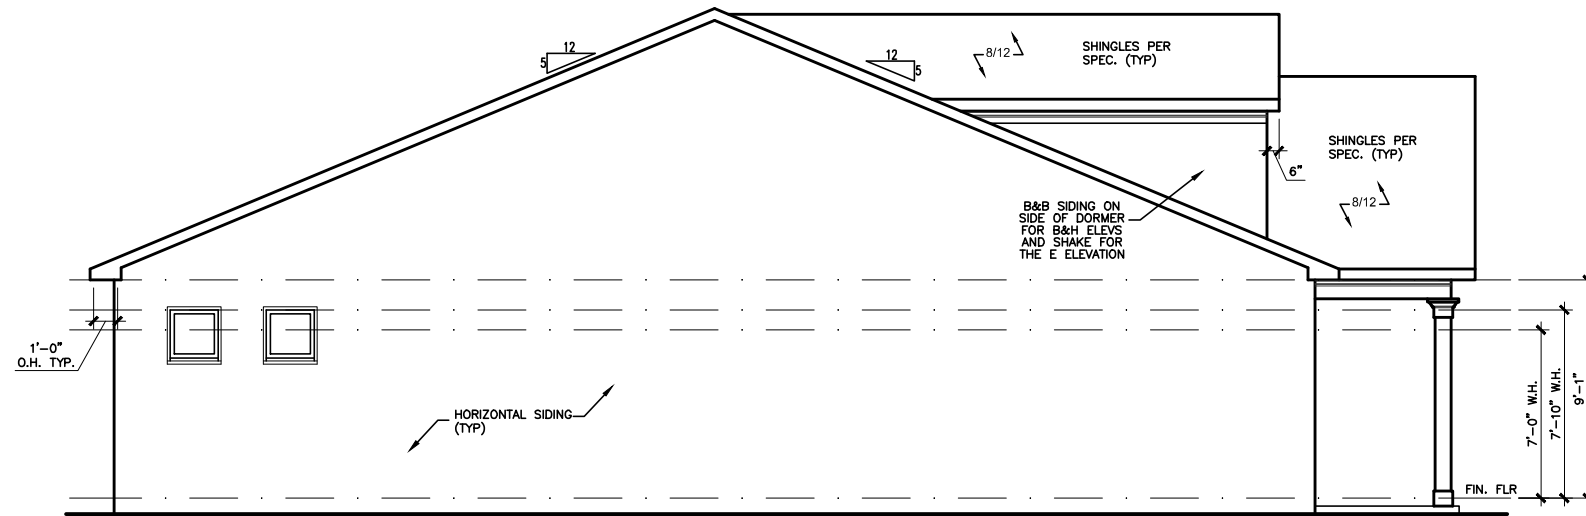 12
5
12
5
8/12
SHINGLES PER
SPEC. (TYP)
SHINGLES PER
SPEC. (TYP)
6"
8/12
B&B SIDING ON
SIDE OF DORMER
FOR B&H ELEVS
AND SHAKE FOR
THE E ELEVATION
1'-0"
O.H. TYP.
HORIZONTAL SIDING
(TYP)
7'-0" W.H.
7'-10" W.H.
9'-1"
FIN. FLR